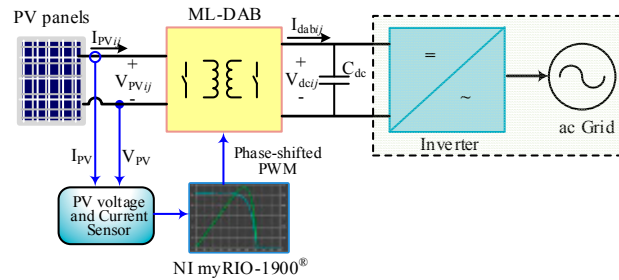 PV panels
I_PVij
ML-DAB
I_dabij
+
V_PVij
-
+
V_dcij
-
C_dc
=
~
Inverter
ac Grid
I_PV
V_PV
Phase-shifted
PWM
PV voltage
and Current
Sensor
NI myRIO-1900®